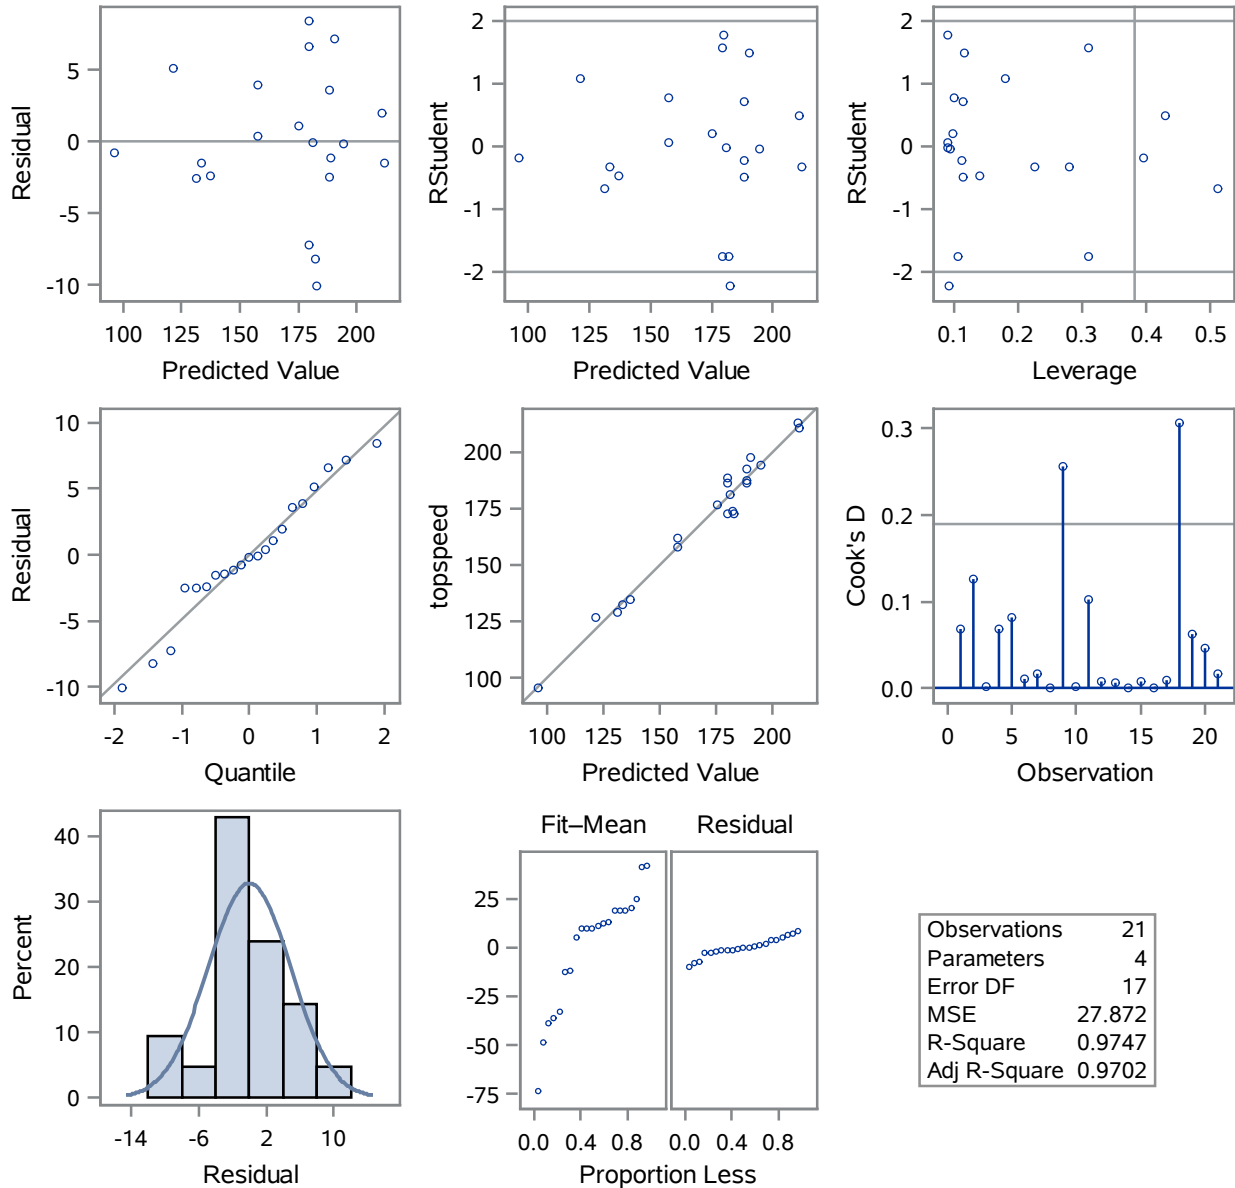 5
0
-5
-10
100 125 150 175 200
Residual
Predicted Value
2
1
0
-1
-2
100 125 150 175 200
RStudent
Predicted Value
2
1
0
-1
-2
0.1 0.2 0.3 0.4 0.5
RStudent
Leverage
10
5
0
-5
-10
-2 -1 0 1 2
Residual
Quantile
200
175
150
125
100
100 125 150 175 200
topspeed
Predicted Value
0.3
0.2
0.1
0.0
0 5 10 15 20
Cook's D
Observation
40
30
20
10
0
-14 -6 2 10
Percent
Residual
Fit–Mean Residual
25
0
-25
-50
-75
0.0 0.4 0.8 0.0 0.4 0.8
Proportion Less
Observations 21
Parameters 4
Error DF 17
MSE 27.872
R-Square 0.9747
Adj R-Square 0.9702